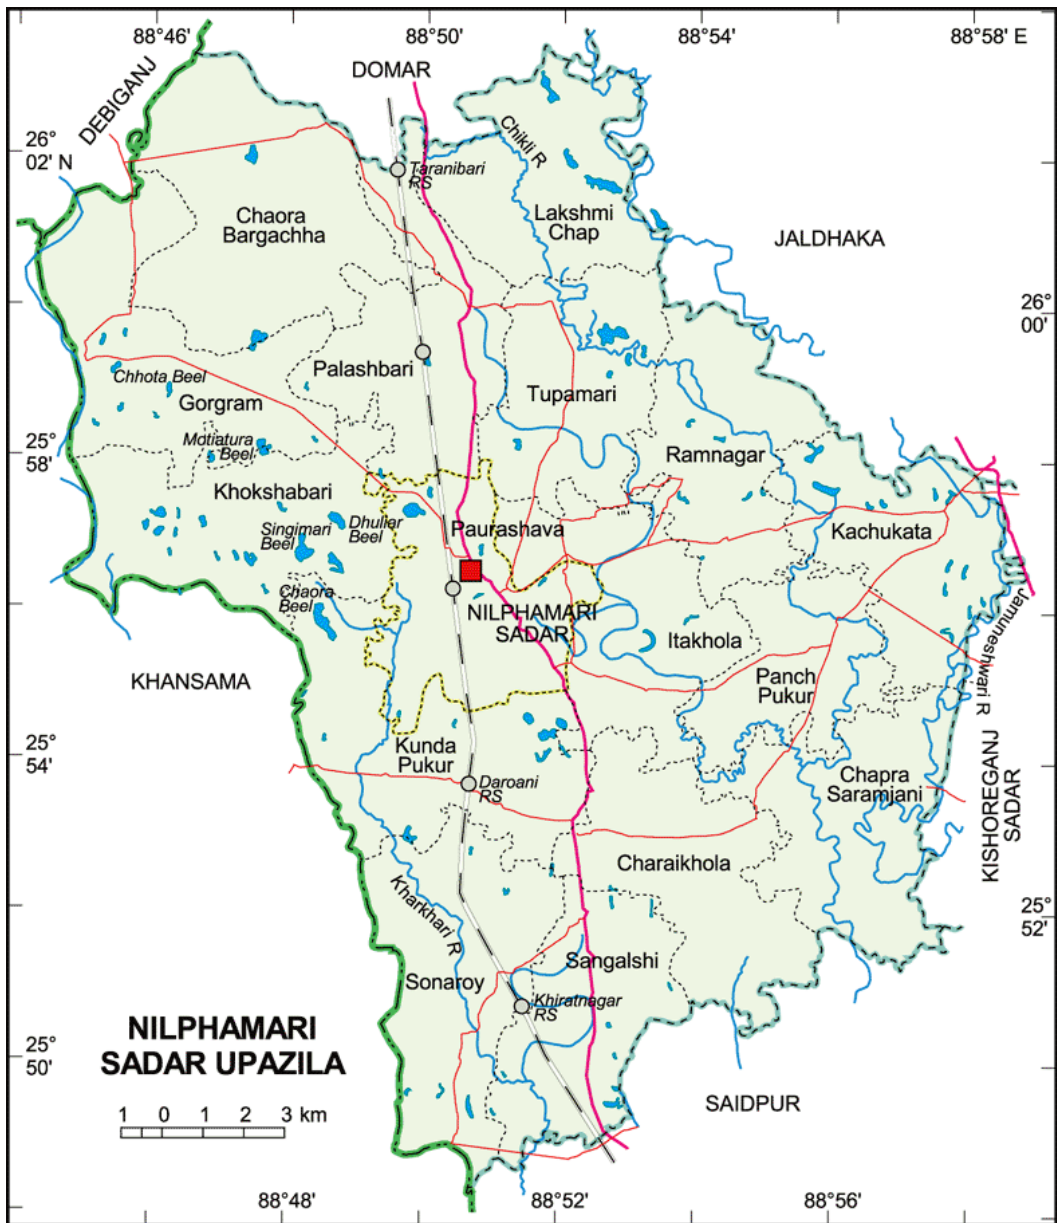 88°46'
88°50'
88°54'
88°58' E
DOMAR
DEBIGANJ
26°
02' N
Chikli R
Taranibari
RS
Chaora
Bargachha
Lakshmi
Chap
JALDHAKA
26°
00'
Palashbari
Chhota Beel
Gorgram
Tupamari
Motiatura
Beel
25°
58'
Ramnagar
Khokshabari
Singimari
Beel
Dhuliar
Beel
Paurashava
Kachukata
Chaora
Beel
NILPHAMARI
SADAR
Itakhola
Jamuneshwari R
KHANSAMA
Panch
Pukur
25°
54'
Kunda
Pukur
Daroani
RS
Chapra
Saramjani
KISHOREGANJ
SADAR
Charaikhola
Kharkhari R
25°
52'
Sangalshi
Sonaroy
Khiratnagar
RS
NILPHAMARI
SADAR UPAZILA
25°
50'
1 0 1 2 3 km
SAIDPUR
88°48'
88°52'
88°56'